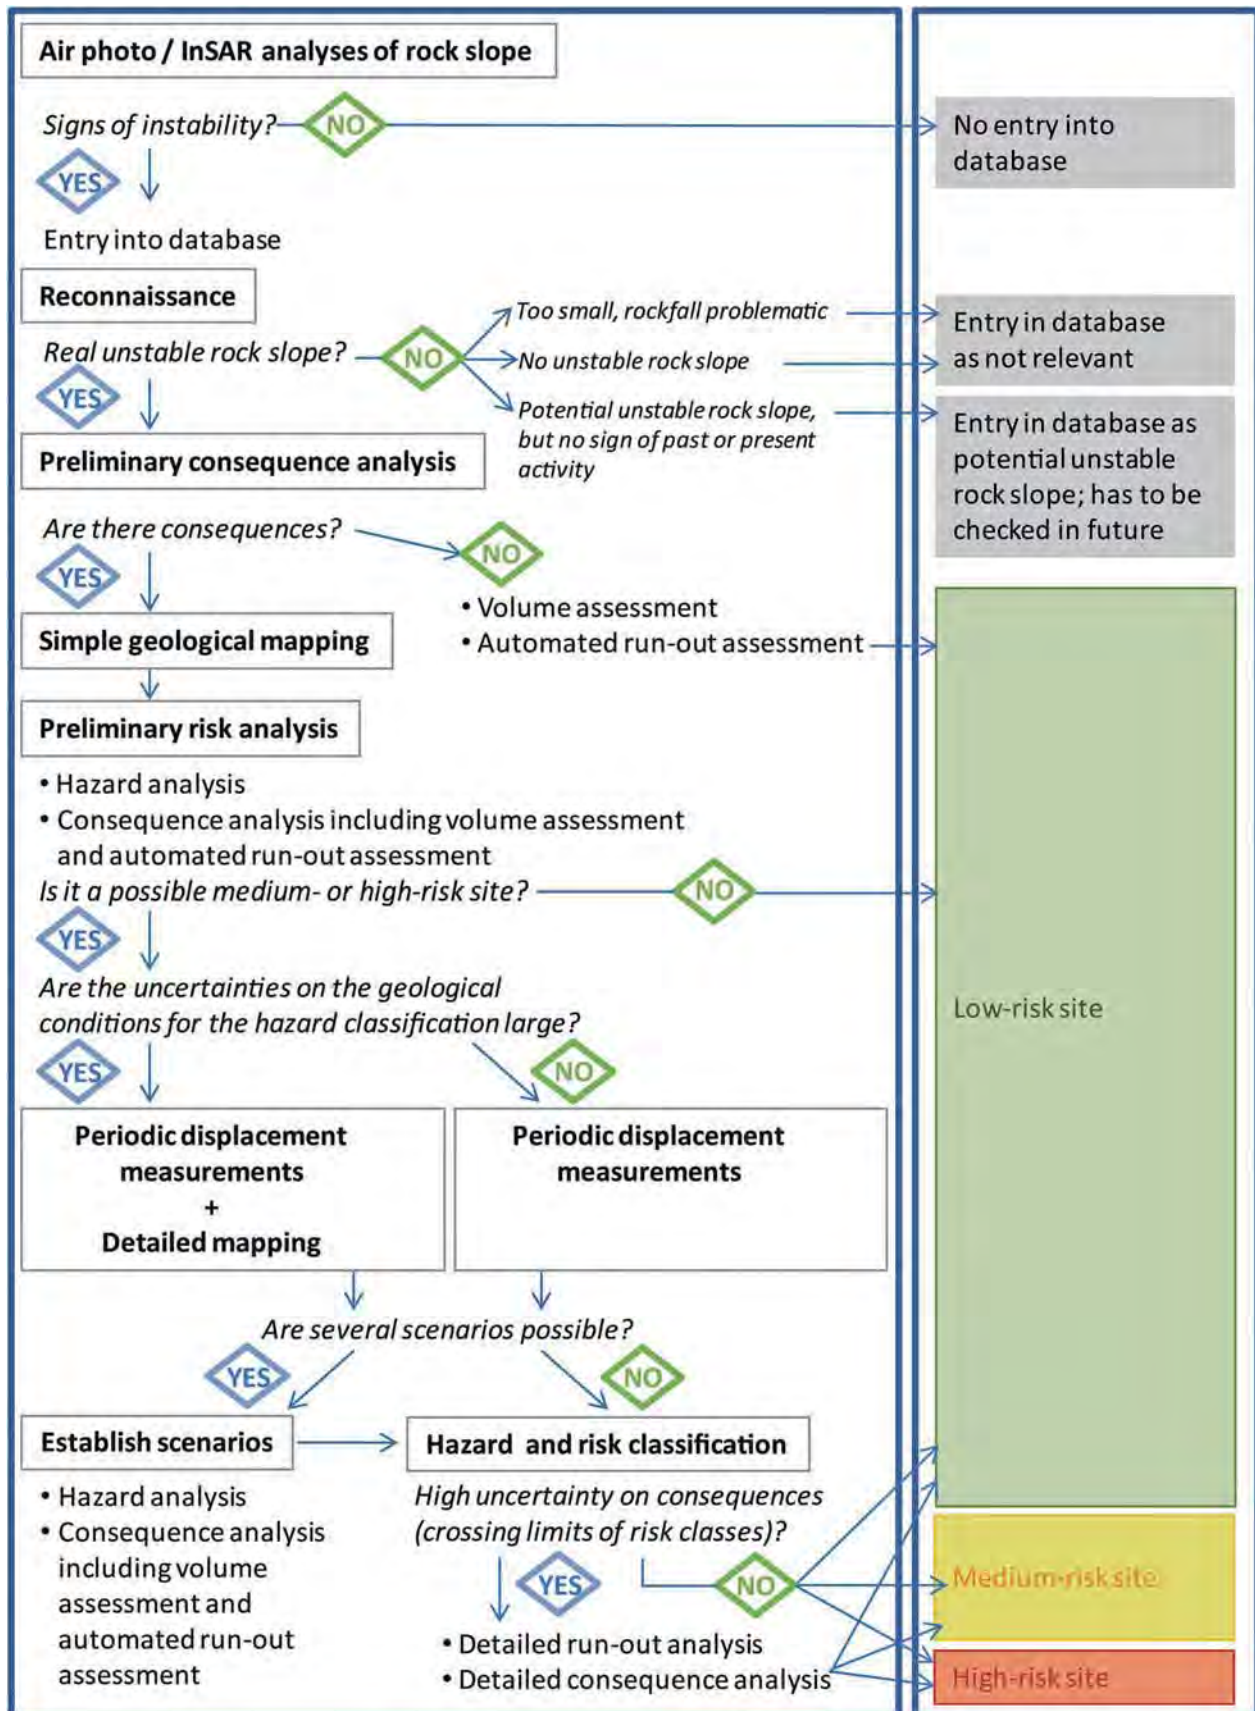 Air photo / InSAR analyses of rock slope
Signs of instability?
NO
No entry into
database
YES
Entry into database
Reconnaissance
Real unstable rock slope?
NO
Too small, rockfall problematic
No unstable rock slope
Entry in database
as not relevant
YES
Potential unstable rock slope,
but no sign of past or present
activity
Entry in database as
potential unstable
rock slope; has to be
checked in future
Preliminary consequence analysis
Are there consequences?
NO
YES
• Volume assessment
• Automated run-out assessment
Simple geological mapping
Preliminary risk analysis
• Hazard analysis
• Consequence analysis including volume assessment
and automated run-out assessment
Is it a possible medium- or high-risk site?
NO
YES
Are the uncertainties on the geological
conditions for the hazard classification large?
Low-risk site
YES
NO
Periodic displacement
measurements
+
Detailed mapping
Periodic displacement
measurements
Are several scenarios possible?
YES
NO
Establish scenarios
• Hazard analysis
• Consequence analysis
including volume
assessment and
automated run-out
assessment
Hazard and risk classification
High uncertainty on consequences
(crossing limits of risk classes)?
YES
NO
• Detailed run-out analysis
• Detailed consequence analysis
Medium-risk site
High-risk site